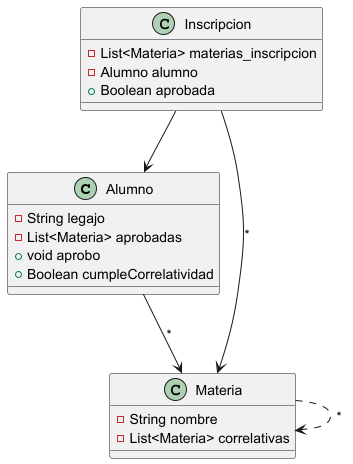 C Inscripcion
List<Materia> materias_inscripcion
Alumno alumno
Boolean aprobada
C Alumno
String legajo
List<Materia> aprobadas
void aprobo
Boolean cumpleCorrelatividad
*
*
C Materia
String nombre
List<Materia> correlativas
*